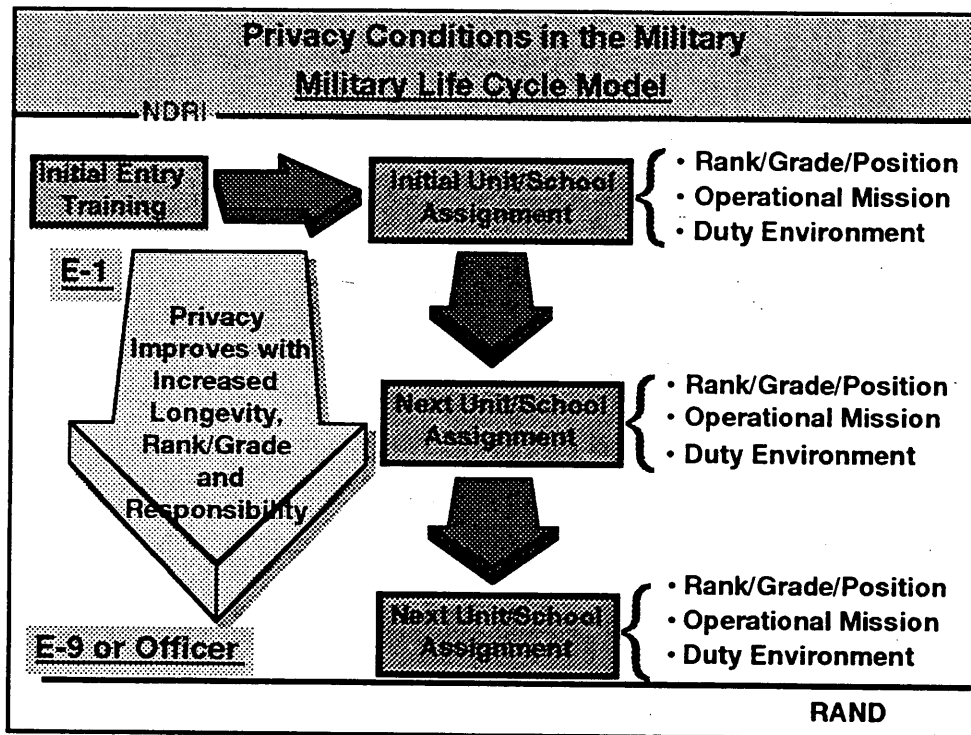 Privacy Conditions in the Military
Military Life Cycle Model
NDRI
Initial Entry
Training
Initial Unit/School
Assignment
• Rank/Grade/Position
• Operational Mission
• Duty Environment
E-1
Privacy
Improves with
Increased
Longevity,
Rank/Grade
and
Responsibility
E-9 or Officer
Next Unit/School
Assignment
• Rank/Grade/Position
• Operational Mission
• Duty Environment
Next Unit/School
Assignment
• Rank/Grade/Position
• Operational Mission
• Duty Environment
RAND